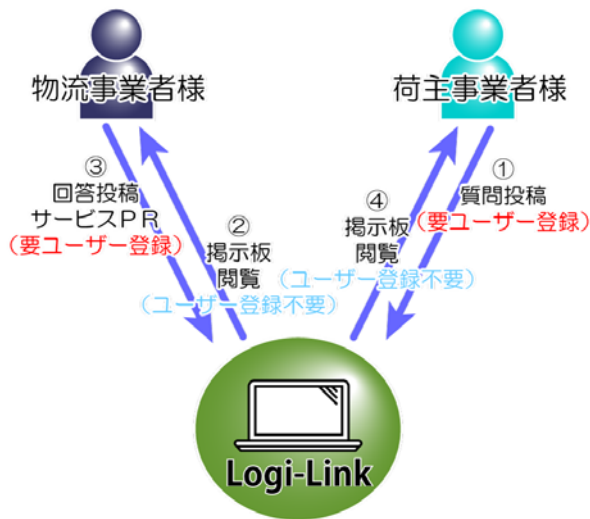 物流事業者様
荷主事業者様
③
回答投稿
サービスPR
(要ユーザー登録)
②
掲示板
閲覧
(ユーザー登録不要)
④
掲示板
閲覧
(ユーザー登録不要)
①
質問投稿
(要ユーザー登録)
Logi-Link